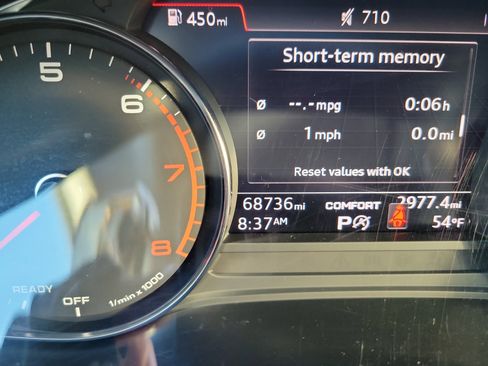 450mi
710
Short-term memory
Ø --.- mpg 0:06h
Ø 1 mph 0.0mi
Reset values with OK
68736mi COMFORT 2977.4mi
8:37AM P 54°F
5
6
7
8
READY
OFF
1/min x 1000